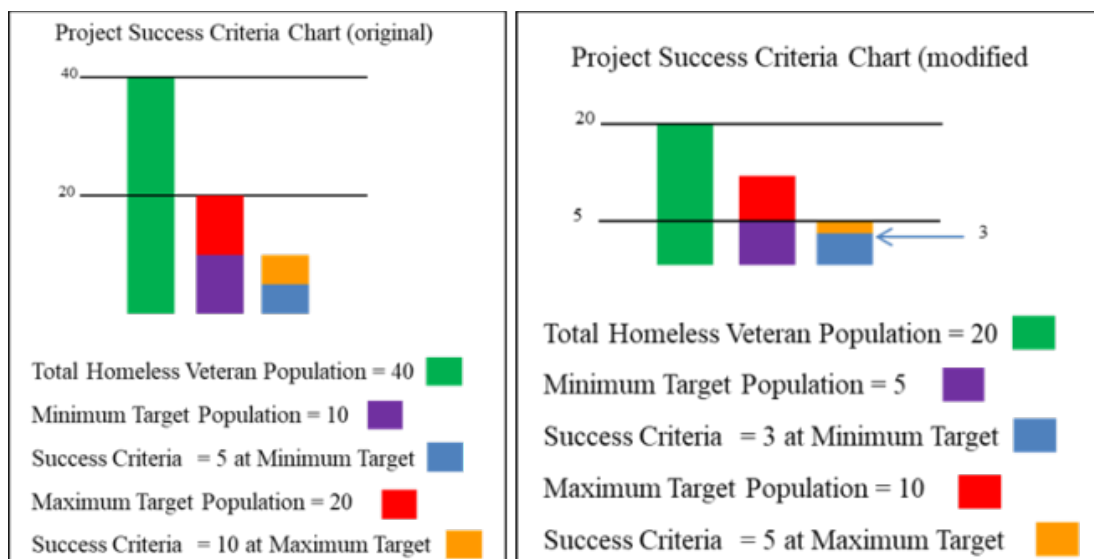 Project Success Criteria Chart (original)
40
20
Total Homeless Veteran Population = 40
Minimum Target Population = 10
Success Criteria = 5 at Minimum Target
Maximum Target Population = 20
Success Criteria = 10 at Maximum Target
Project Success Criteria Chart (modified
20
5
3
Total Homeless Veteran Population = 20
Minimum Target Population = 5
Success Criteria = 3 at Minimum Target
Maximum Target Population = 10
Success Criteria = 5 at Maximum Target